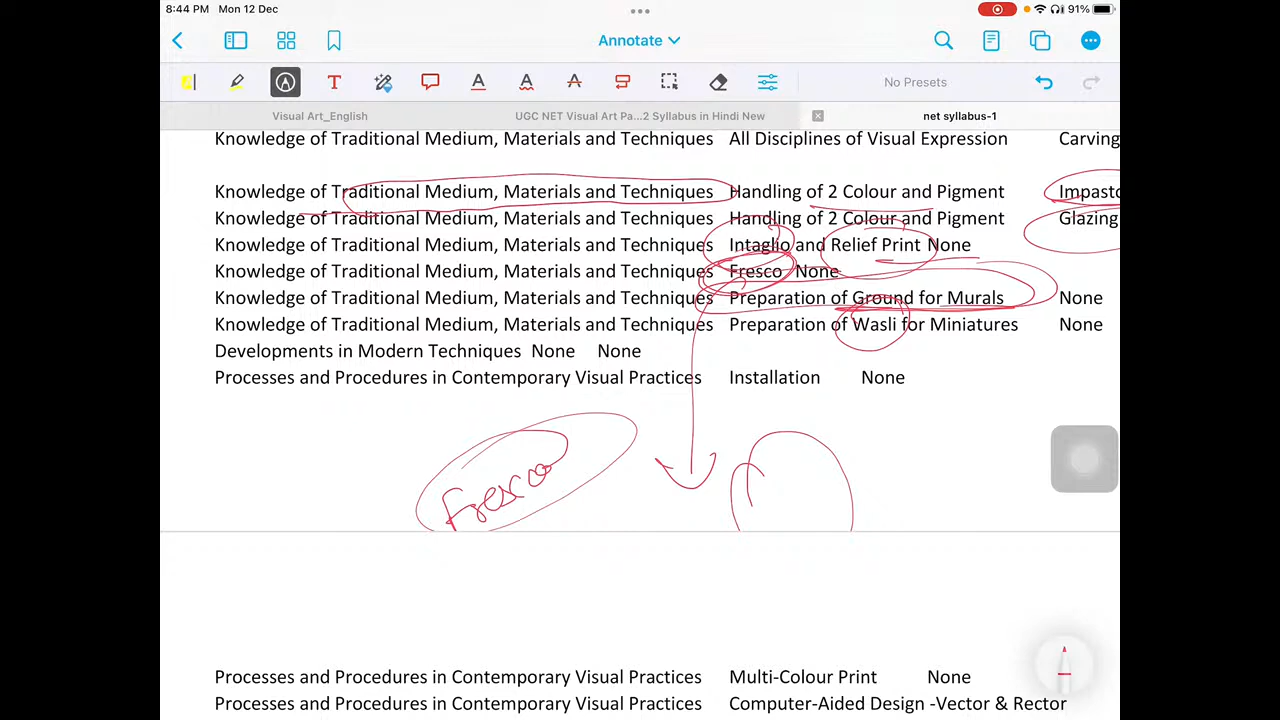 8:44 PM Mon 12 Dec
91%
Annotate
T
A
A
A
No Presets
Visual Art_English
UGC NET Visual Art Pa...2 Syllabus in Hindi New
net syllabus-1
Knowledge of Traditional Medium, Materials and Techniques All Disciplines of Visual Expression Carving
Knowledge of Traditional Medium, Materials and Techniques Handling of 2 Colour and Pigment Impasto
Knowledge of Traditional Medium, Materials and Techniques Handling of 2 Colour and Pigment Glazing
Knowledge of Traditional Medium, Materials and Techniques Intaglio and Relief Print None
Knowledge of Traditional Medium, Materials and Techniques Fresco None
Knowledge of Traditional Medium, Materials and Techniques Preparation of Ground for Murals None
Knowledge of Traditional Medium, Materials and Techniques Preparation of Wasli for Miniatures None
Developments in Modern Techniques None None
Processes and Procedures in Contemporary Visual Practices Installation None
Fresco
Processes and Procedures in Contemporary Visual Practices Multi-Colour Print None
Processes and Procedures in Contemporary Visual Practices Computer-Aided Design -Vector & Rector